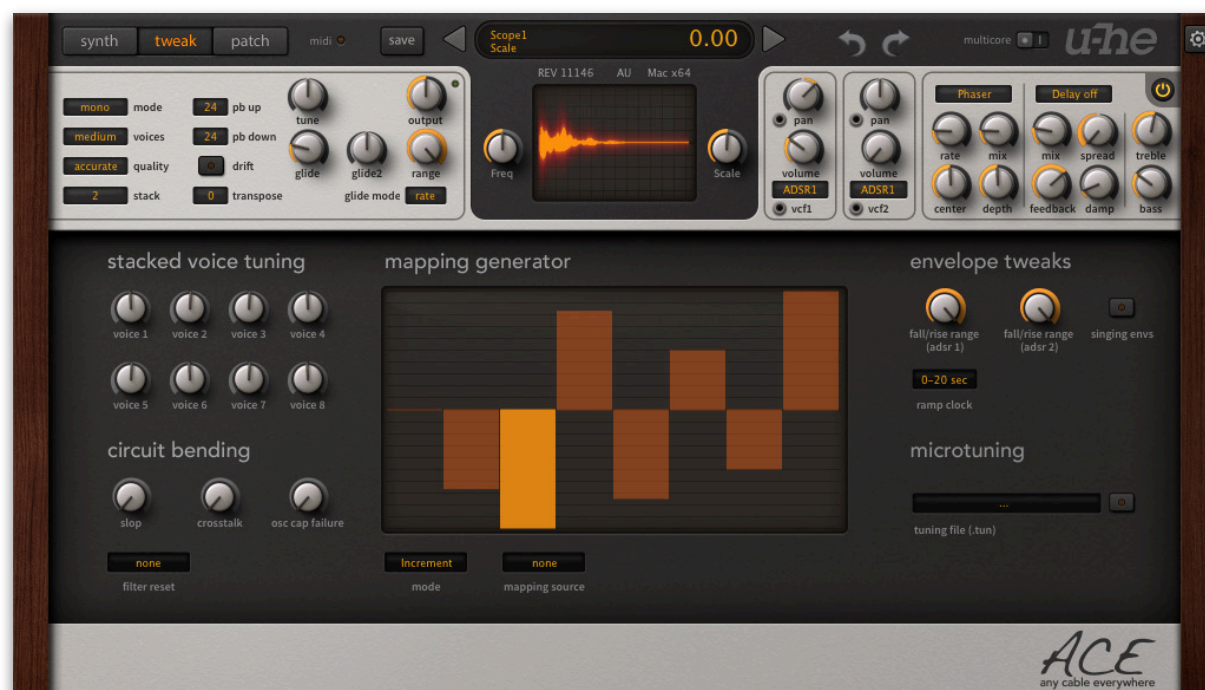 synth tweak patch midi save Scope1 0.00 multicore u-he
Scale
REV 11146 AU Mac x64
mono mode 24 pb up tune output
medium voices 24 pb down
accurate quality drift glide glide2 range
2 stack 0 transpose glide mode rate
Freq Scale
pan pan
volume volume
ADSR1 ADSR1
vcf1 vcf2
Phaser Delay off
rate mix mix spread treble
center depth feedback damp bass
stacked voice tuning
voice 1 voice 2 voice 3 voice 4
voice 5 voice 6 voice 7 voice 8
circuit bending
slop crosstalk osc cap failure
none
filter reset
mapping generator
Increment none
mode mapping source
envelope tweaks
fall/rise range fall/rise range singing envs
(adsr 1) (adsr 2)
0-20 sec
ramp clock
microtuning
...
tuning file (.tun)
ACE
any cable everywhere